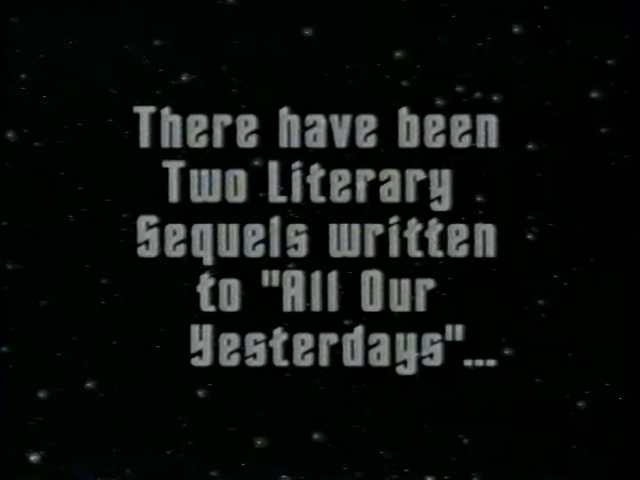 There have been
Two Literary
Sequels written
to "All Our
Yesterdays"...